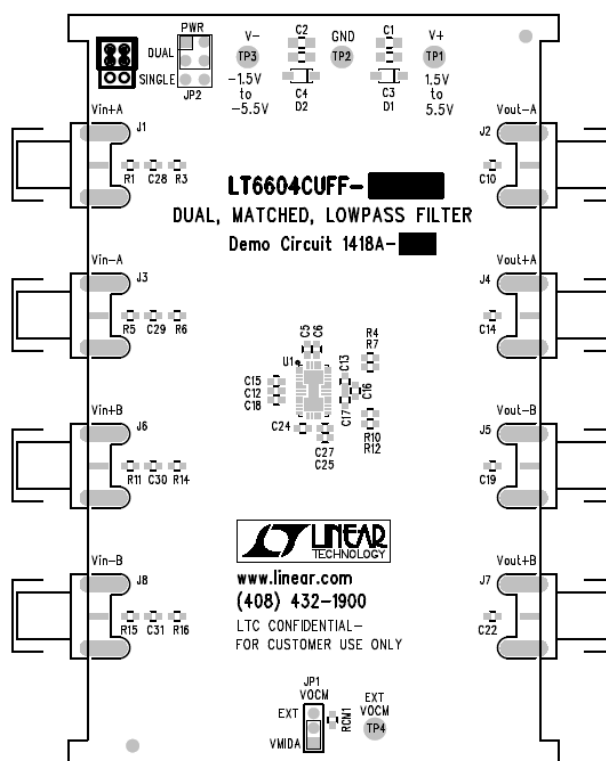 PWR
DUAL
SINGLE
JP2
V-
TP3
-1.5V
to
-5.5V
C2
C4
D2
GND
TP2
C1
C3
D1
V+
TP1
1.5V
to
5.5V
Vin+A
J1
R1 C28 R3
Vout-A
J2
C10
LT6604CUFF-
DUAL, MATCHED, LOWPASS FILTER
Demo Circuit 1418A-
Vin-A
J3
R5 C29 R6
Vout+A
J4
C14
C5 C6
R4
R7
U1
C13
C15
C12
C18
C16
C17
C24
C27
C25
R10
R12
Vin+B
J6
R11 C30 R14
Vout-B
J5
C19
LINEAR
TECHNOLOGY
www.linear.com
(408) 432-1900
LTC CONFIDENTIAL-
FOR CUSTOMER USE ONLY
Vin-B
J8
R15 C31 R16
Vout+B
J7
C22
JP1
VOCM
EXT
VMIDA
RCM1
EXT
VOCM
TP4